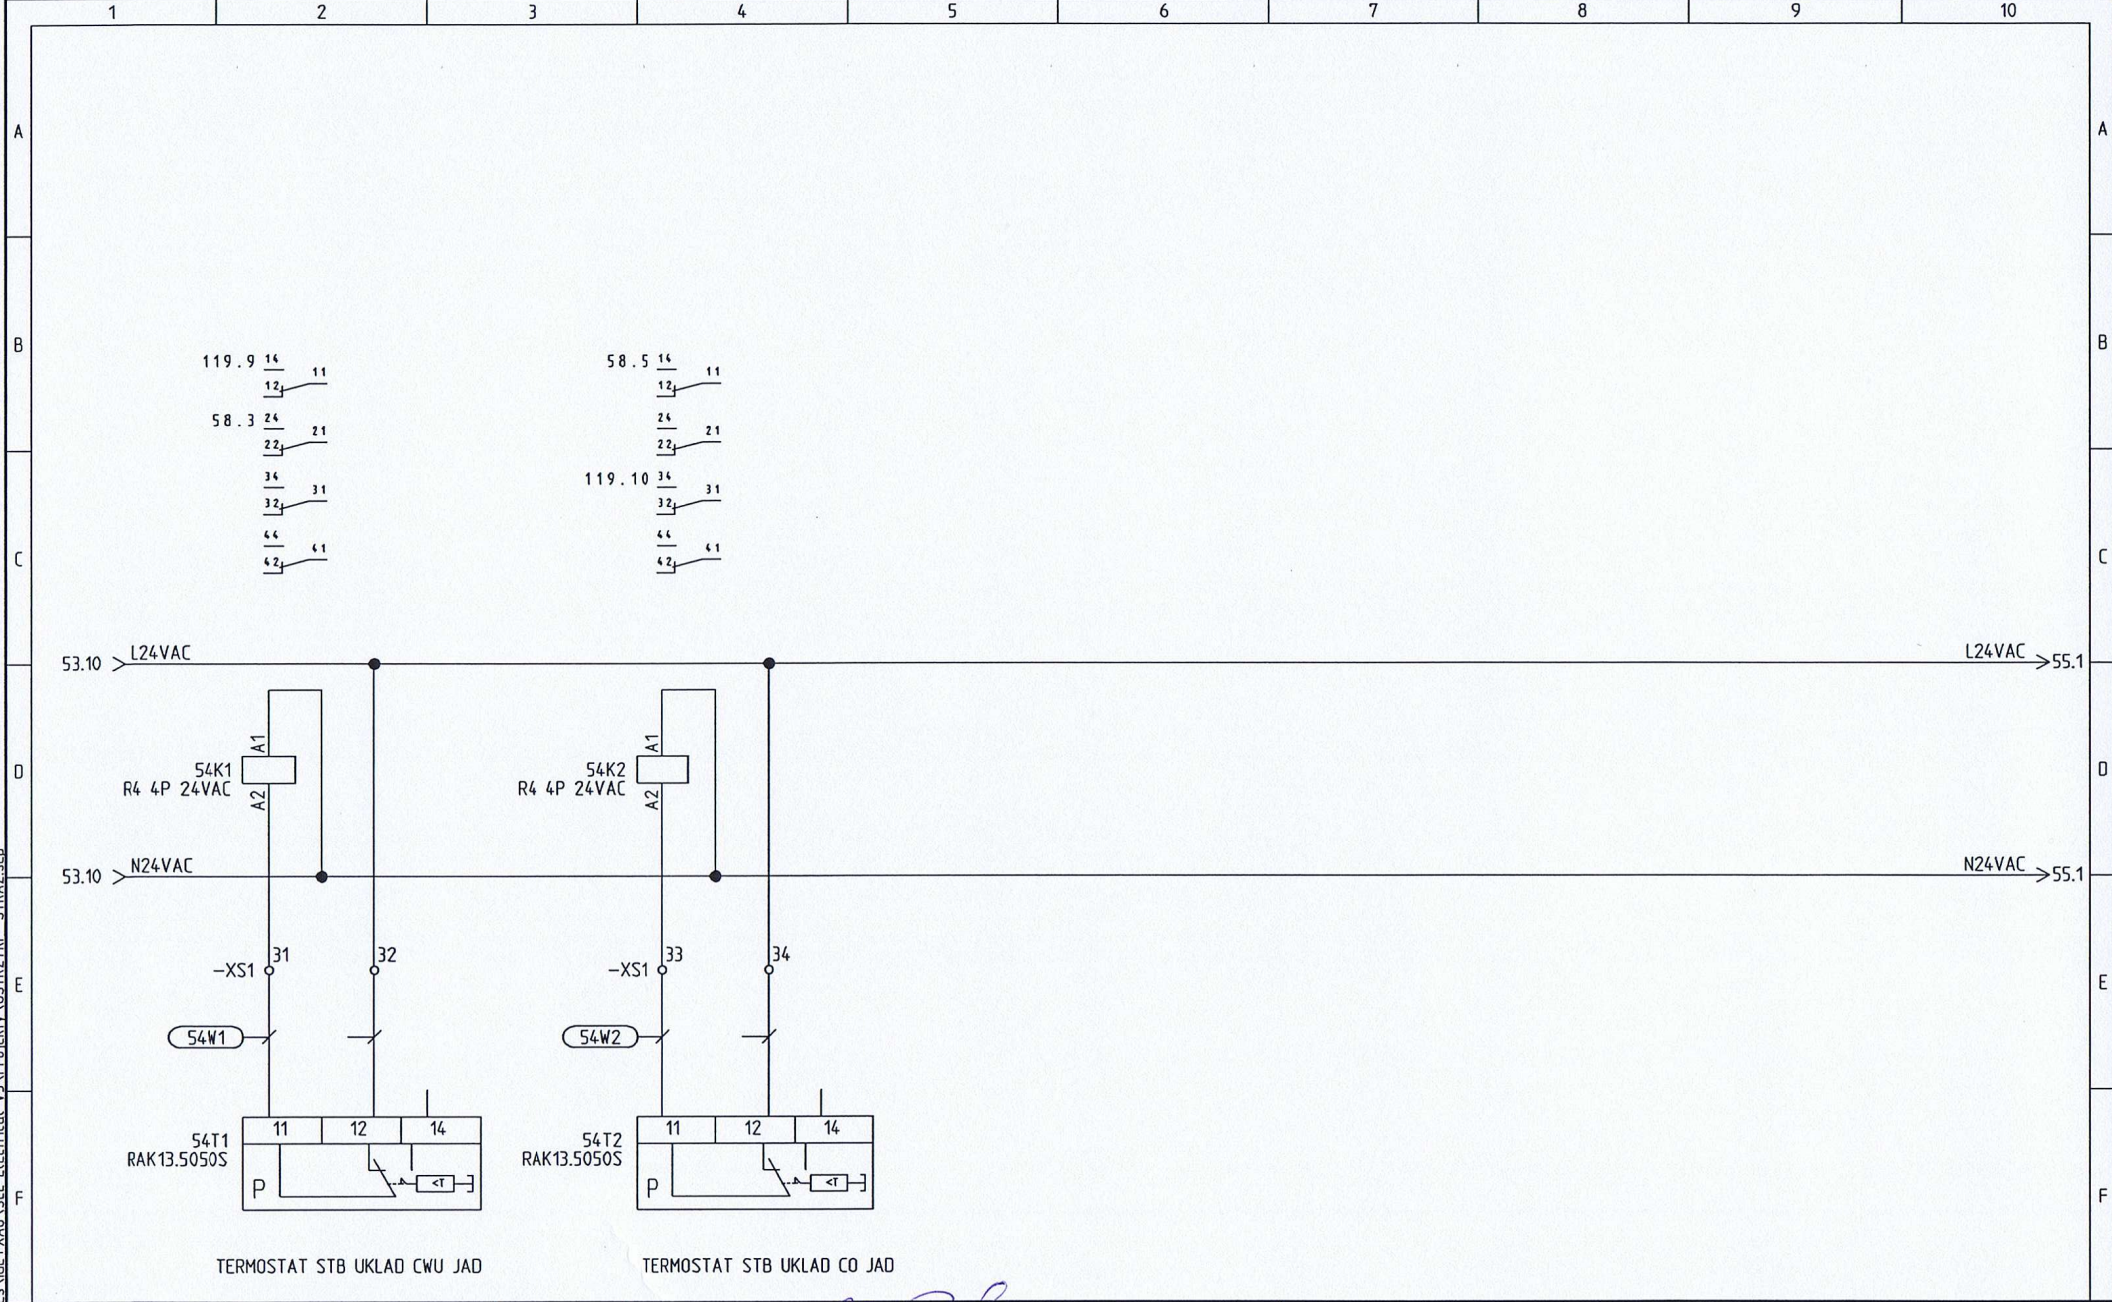 1 2 3 4 5 6 7 8 9 10
A A
B B
119.9 14 11
12
58.5 14 11
12
58.3 24 21
22
24 21
22
34 31
32
119.10 34 31
32
C C
44 41
42
44 41
42
53.10 L24VAC L24VAC 55.1
A1 A1
D D
54K1 54K2
R4 4P 24VAC R4 4P 24VAC
A2 A2
53.10 N24VAC N24VAC 55.1
31 32 33 34
-XS1 -XS1
E E
54W1 54W2
11 12 14 11 12 14
54T1 54T2
RAK13.5050S RAK13.5050S
P <T P <T
F F
TERMOSTAT STB UKLAD CWU JAD TERMOSTAT STB UKLAD CO JAD